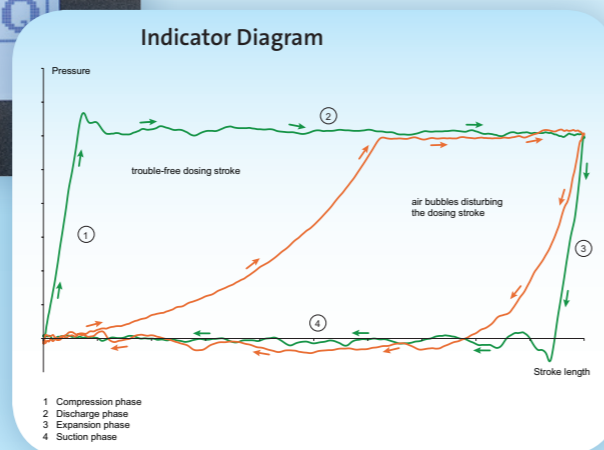 Indicator Diagram
Pressure
2
trouble-free dosing stroke
air bubbles disturbing
the dosing stroke
1
3
4
Stroke length
1 Compression phase
2 Discharge phase
3 Expansion phase
4 Suction phase